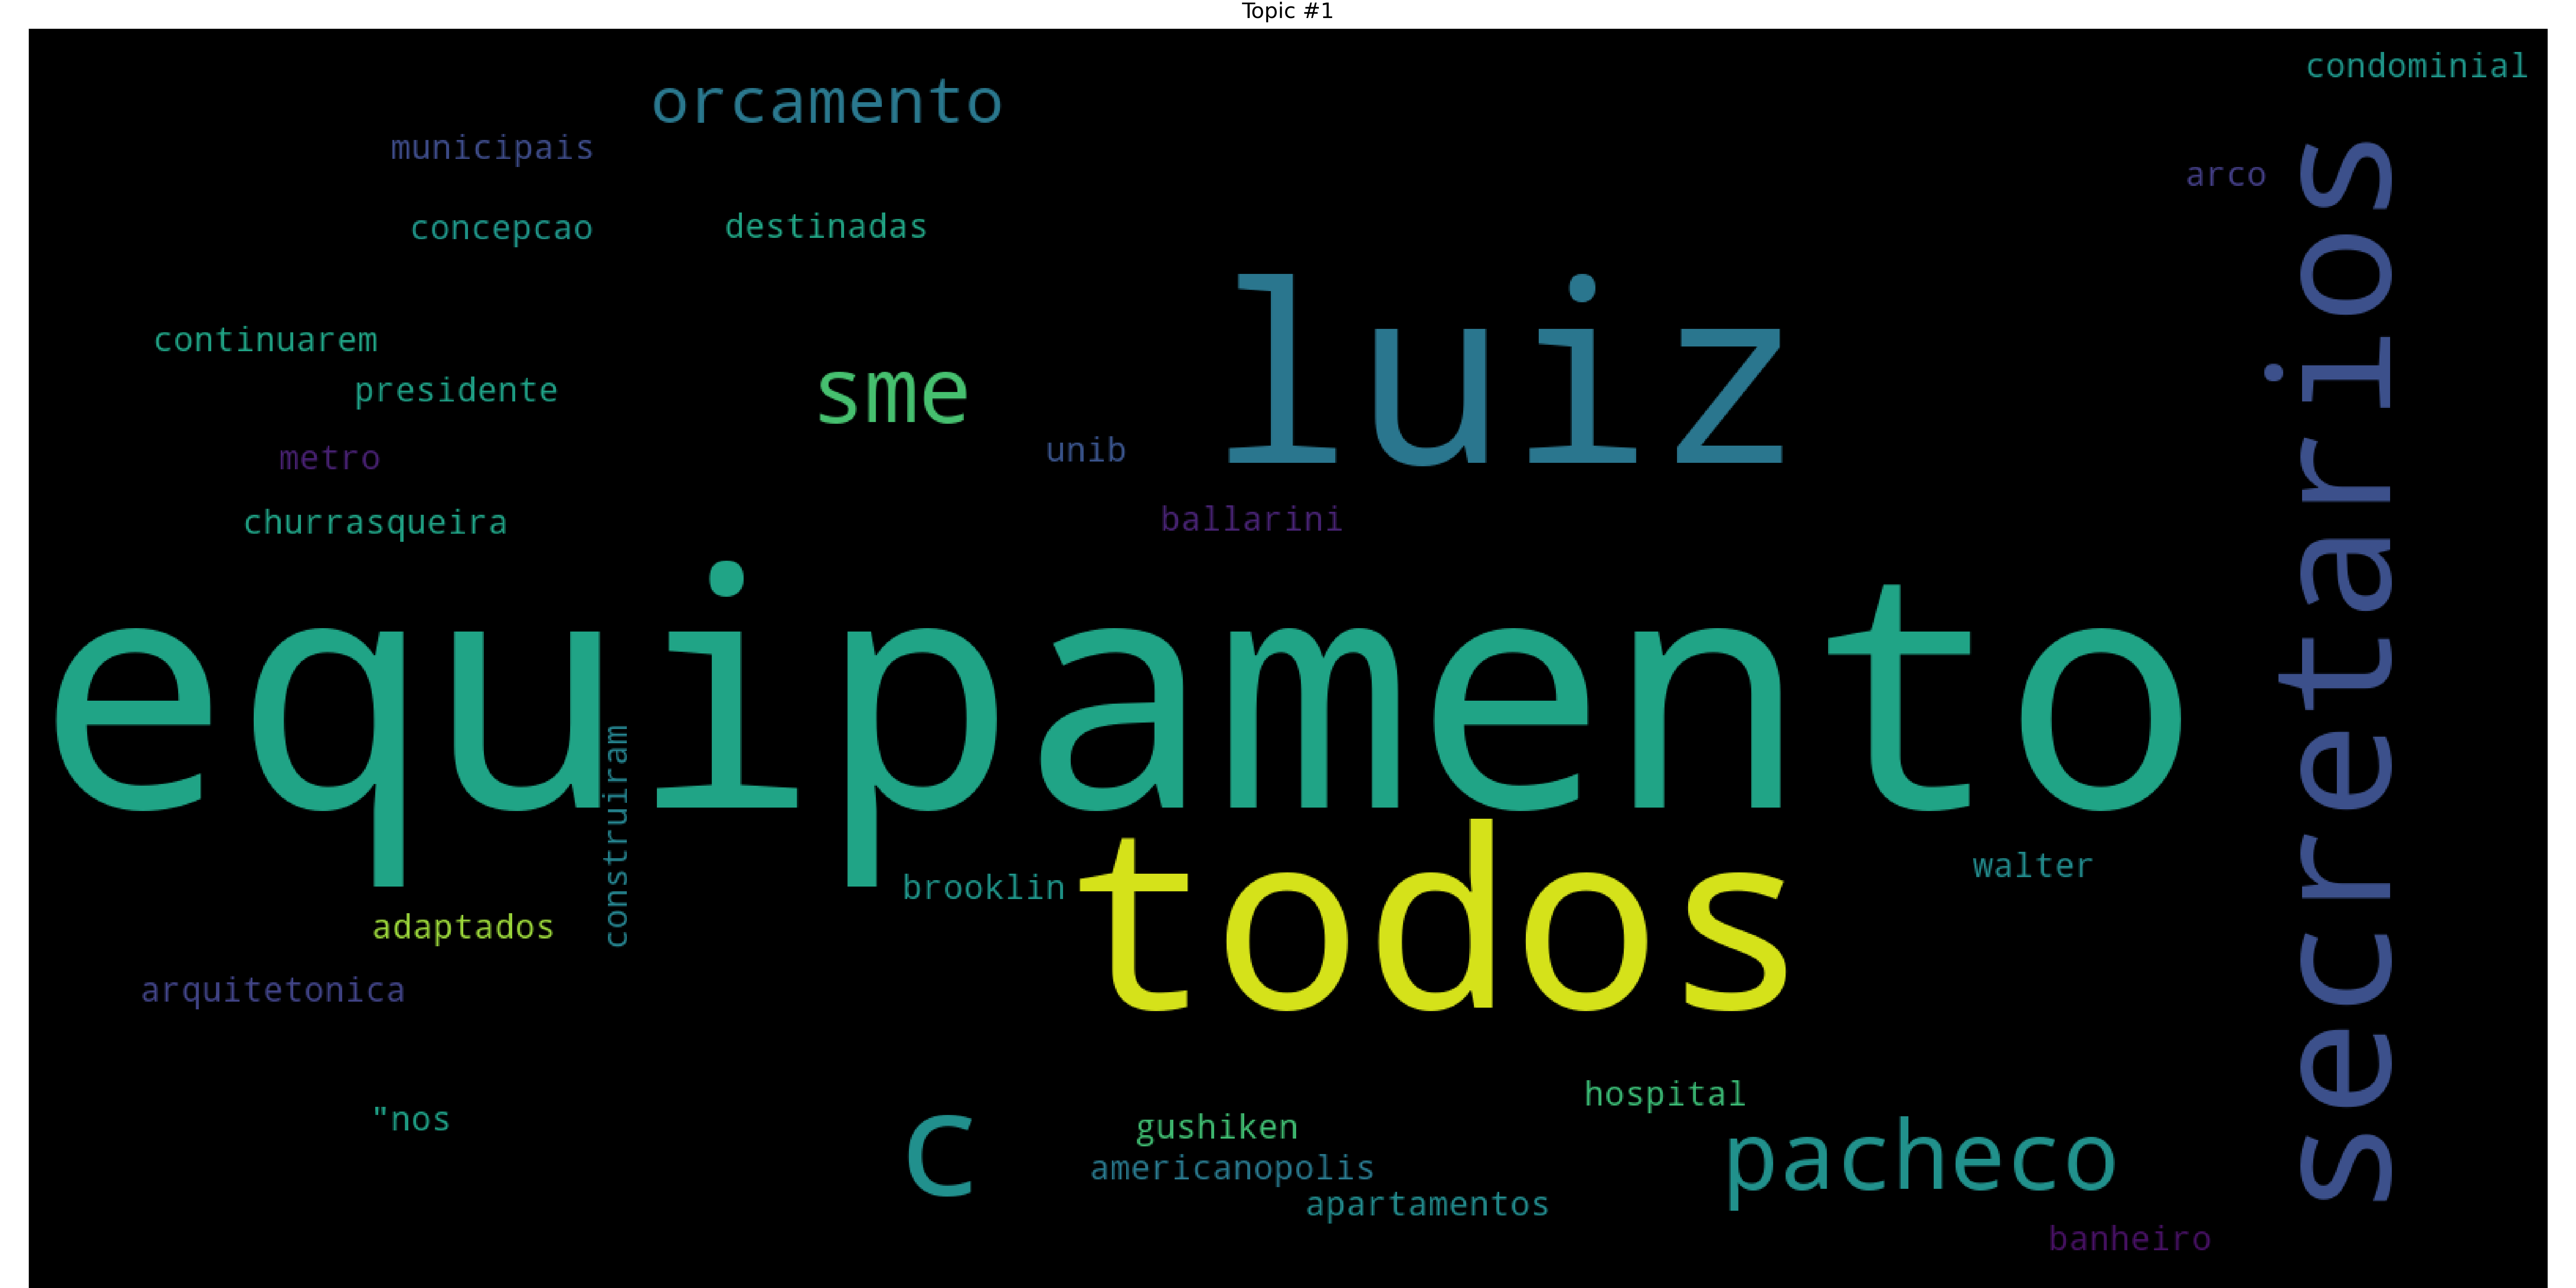 Topic #1
condominial
orcamento
municipais
arco
secretarios
concepcao
destinadas
luiz
continuarem
sme
presidente
unib
metro
churrasqueira
ballarini
equipamento
construiram
todos
walter
brooklin
adaptados
arquitetonica
hospital
"nos
c
gushiken
pacheco
americanopolis
apartamentos
banheiro